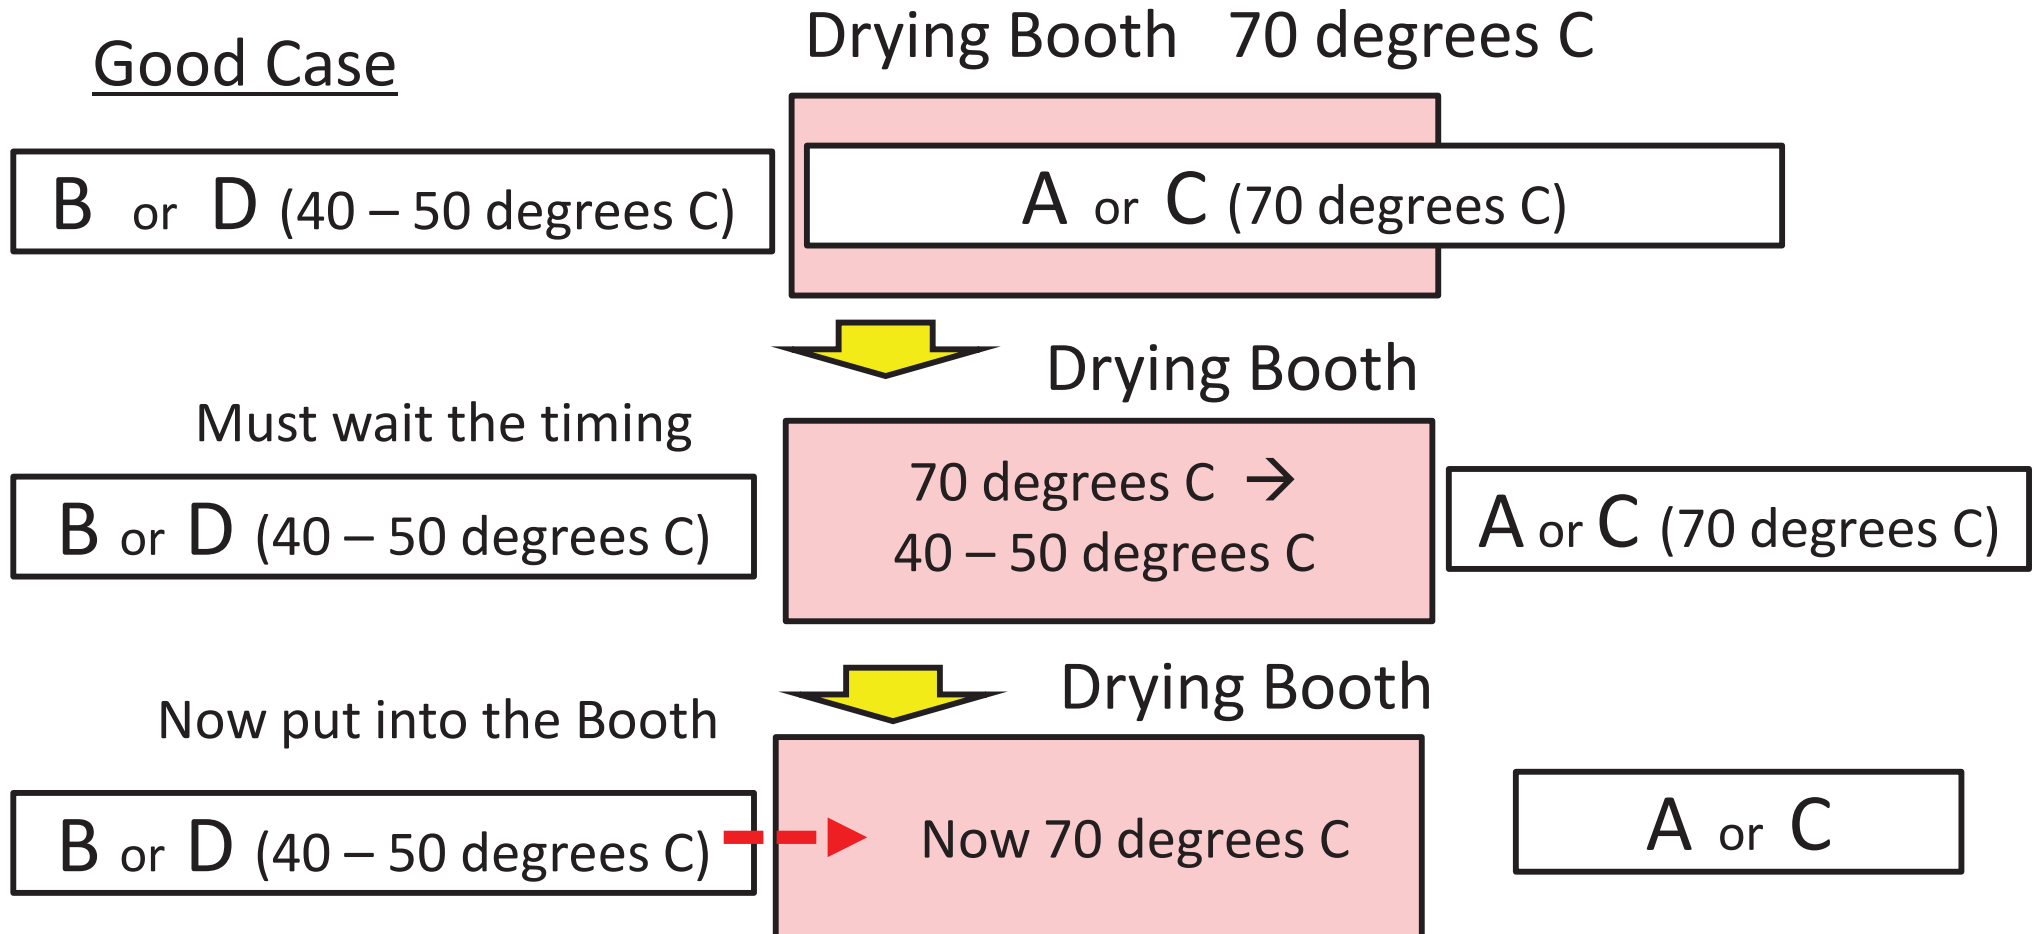 Good Case
Drying Booth 70 degrees C
B or D (40 – 50 degrees C)
A or C (70 degrees C)
Drying Booth
Must wait the timing
B or D (40 – 50 degrees C)
70 degrees C →
40 – 50 degrees C
A or C (70 degrees C)
Drying Booth
Now put into the Booth
B or D (40 – 50 degrees C)
Now 70 degrees C
A or C